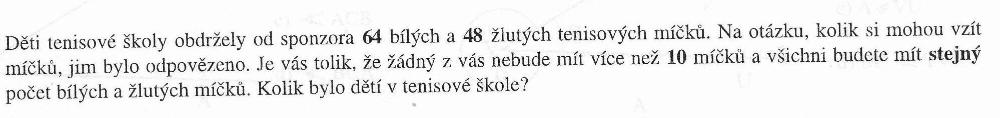 Děti tenisové školy obdržely od sponzora 64 bílých a 48 žlutých tenisových míčků. Na otázku, kolik si mohou vzít
míčků, jim bylo odpovězeno. Je vás tolik, že žádný z vás nebude mít více než 10 míčků a všichni budete mít stejný
počet bílých a žlutých míčků. Kolik bylo dětí v tenisové škole?